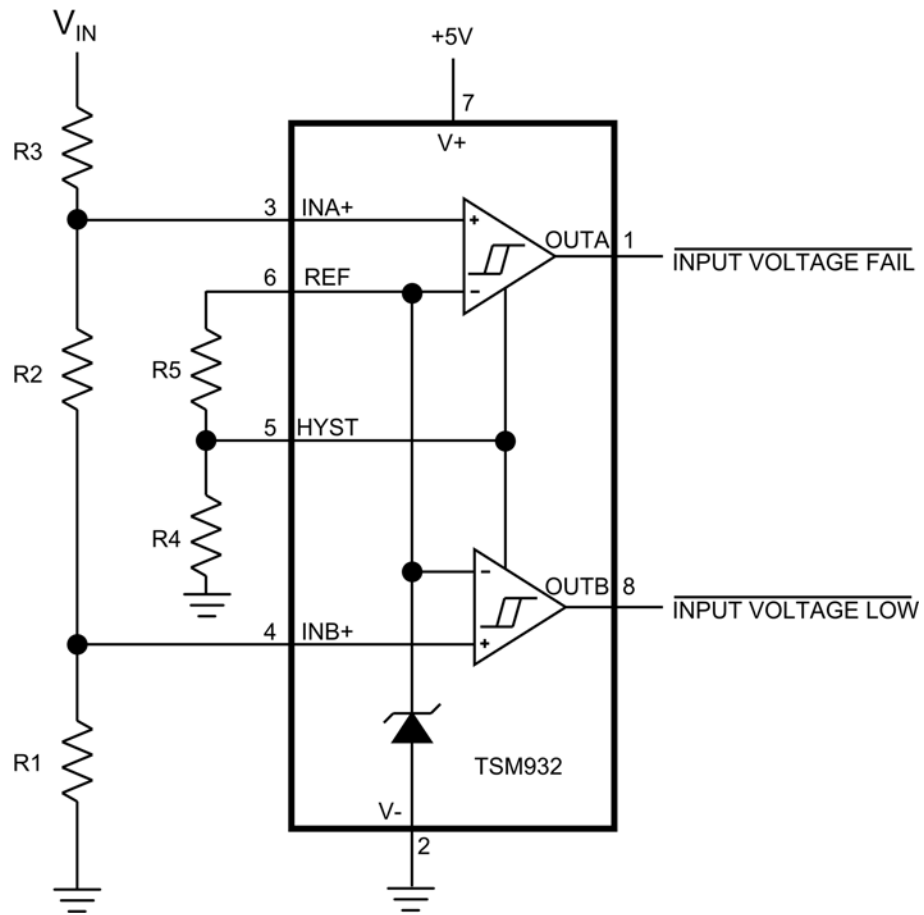 VIN
+5V
7
V+
R3
3 INA+
OUTA 1
INPUT VOLTAGE FAIL
6 REF
+
-
R2
R5
5 HYST
R4
-
OUTB 8
INPUT VOLTAGE LOW
4 INB+
+
R1
TSM932
V-
2